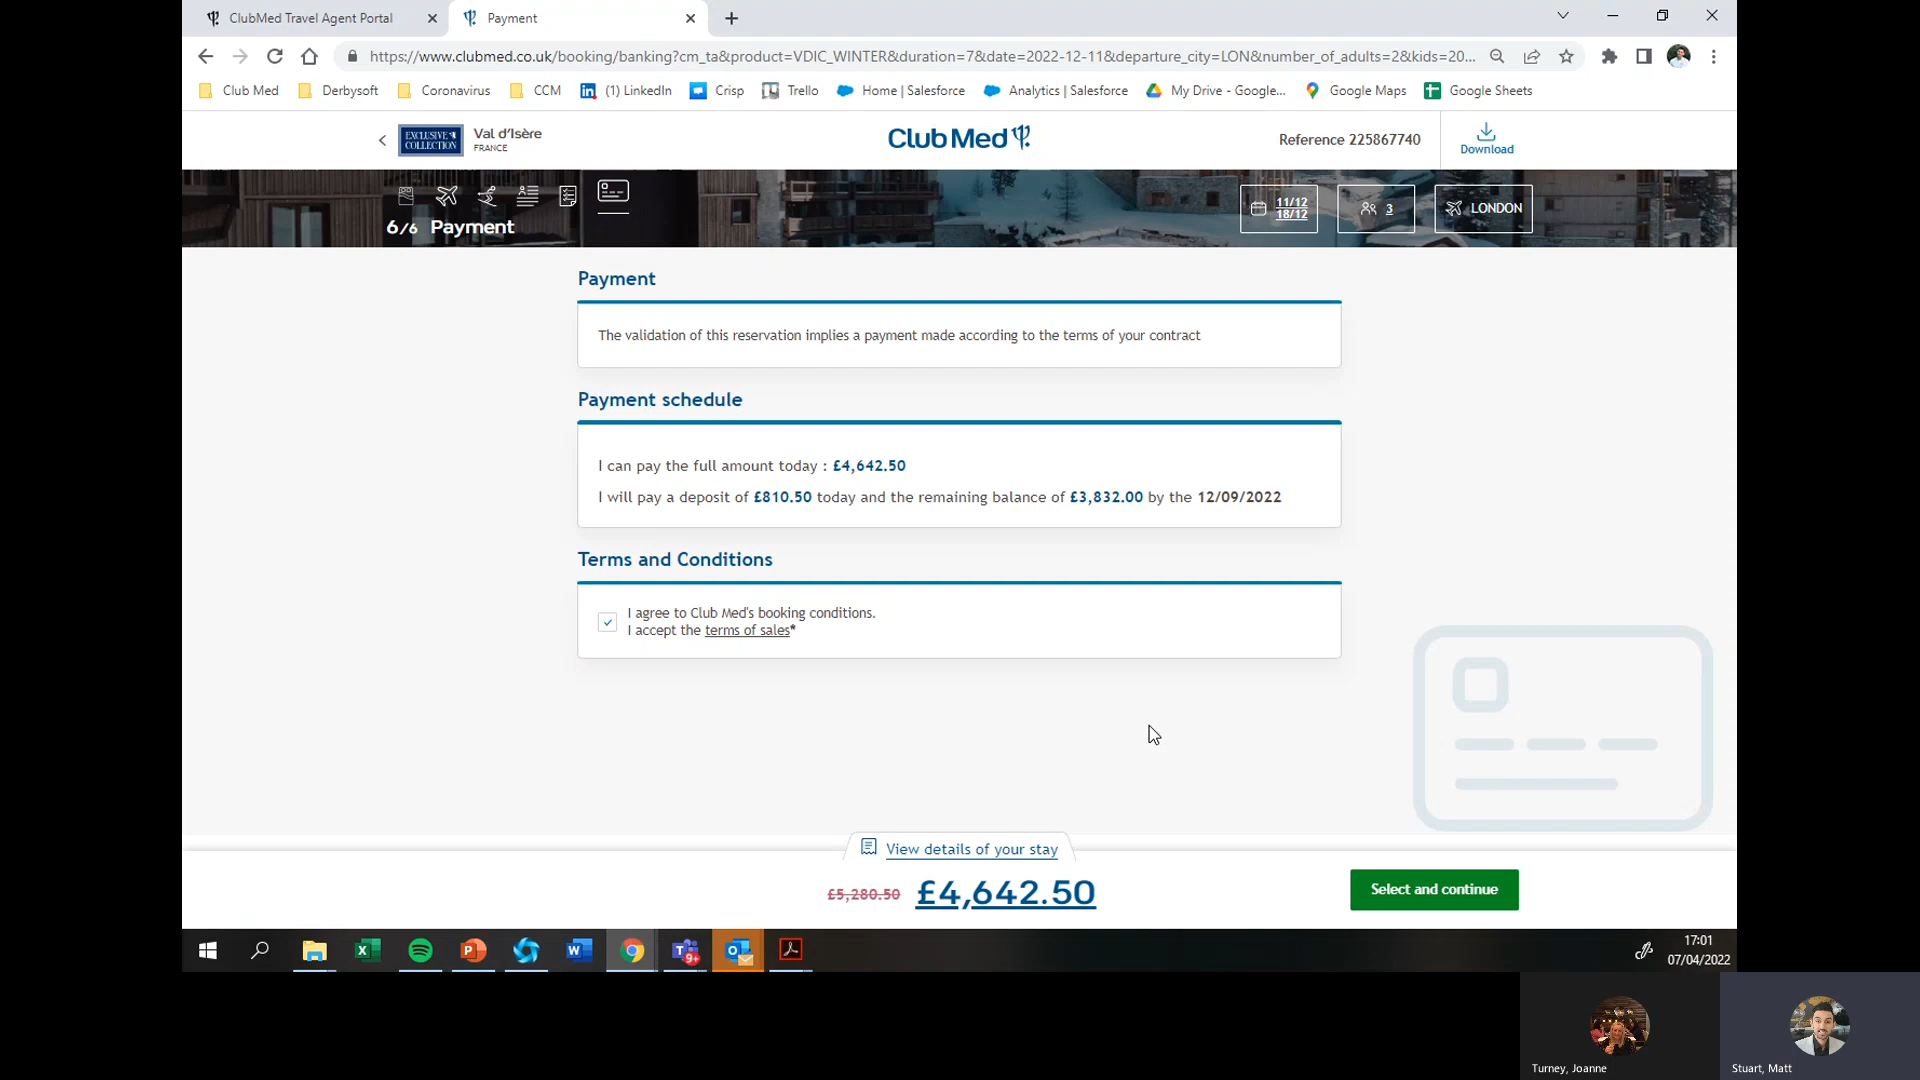 ClubMed Travel Agent Portal
Payment
https://www.clubmed.co.uk/booking/banking?cm_ta&product=VDIC_WINTER&duration=7&date=2022-12-11&departure_city=LON&number_of_adults=2&kids=20...
Club Med
Derbysoft
Coronavirus
CCM
(1) LinkedIn
Crisp
Trello
Home | Salesforce
Analytics | Salesforce
My Drive - Google...
Google Maps
Google Sheets
EXCLUSIVE
COLLECTION
Val d'Isère
FRANCE
Club Med
Reference 225867740
Download
6/6 Payment
11/12
18/12
3
LONDON
Payment
The validation of this reservation implies a payment made according to the terms of your contract
Payment schedule
I can pay the full amount today : £4,642.50
I will pay a deposit of £810.50 today and the remaining balance of £3,832.00 by the 12/09/2022
Terms and Conditions
I agree to Club Med's booking conditions.
I accept the terms of sales*
View details of your stay
£5,280.50 £4,642.50
Select and continue
9+
17:01
07/04/2022
Turney, Joanne
Stuart, Matt